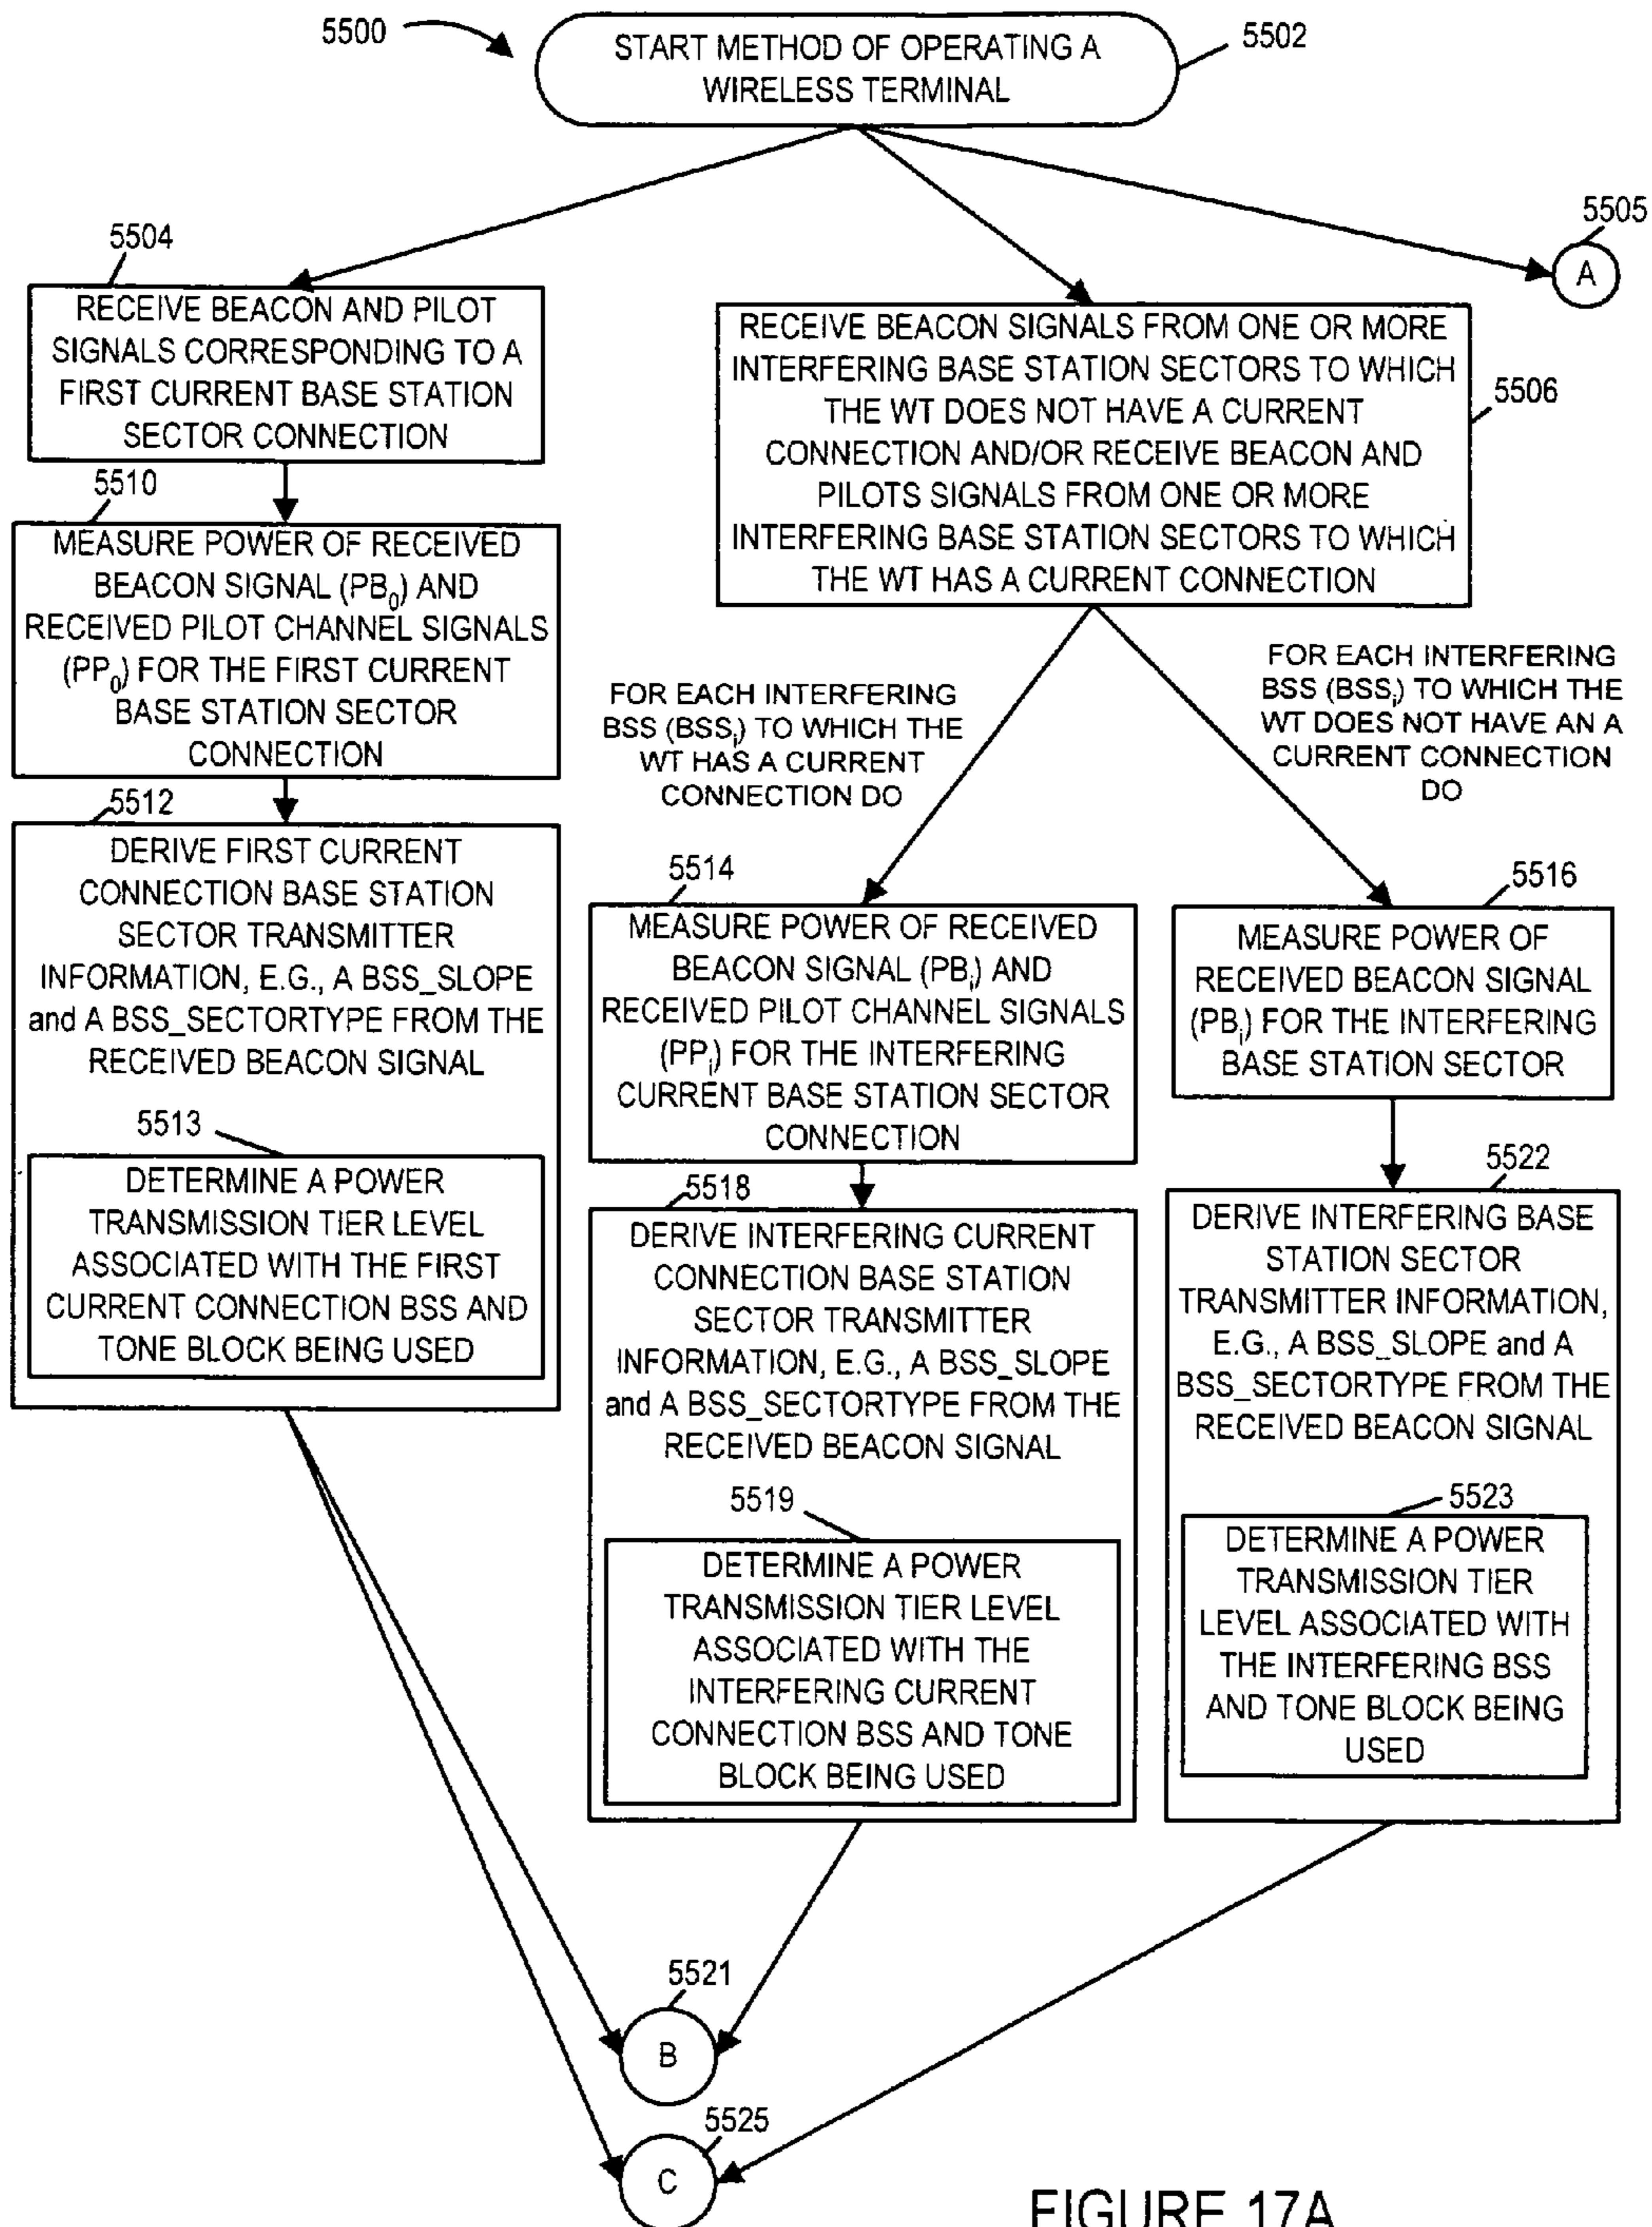 5500
START METHOD OF OPERATING A
WIRELESS TERMINAL
5502
5505
A
5504
RECEIVE BEACON AND PILOT
SIGNALS CORRESPONDING TO A
FIRST CURRENT BASE STATION
SECTOR CONNECTION
RECEIVE BEACON SIGNALS FROM ONE OR MORE
INTERFERING BASE STATION SECTORS TO WHICH
THE WT DOES NOT HAVE A CURRENT
CONNECTION AND/OR RECEIVE BEACON AND
PILOTS SIGNALS FROM ONE OR MORE
INTERFERING BASE STATION SECTORS TO WHICH
THE WT HAS A CURRENT CONNECTION
5506
5510
MEASURE POWER OF RECEIVED
BEACON SIGNAL (PB0) AND
RECEIVED PILOT CHANNEL SIGNALS
(PP0) FOR THE FIRST CURRENT
BASE STATION SECTOR
CONNECTION
FOR EACH INTERFERING
BSS (BSSi) TO WHICH THE
WT HAS A CURRENT
CONNECTION DO
FOR EACH INTERFERING
BSS (BSSi) TO WHICH THE
WT DOES NOT HAVE AN A
CURRENT CONNECTION
DO
5512
DERIVE FIRST CURRENT
CONNECTION BASE STATION
SECTOR TRANSMITTER
INFORMATION, E.G., A BSS_SLOPE
and A BSS_SECTORTYPE FROM THE
RECEIVED BEACON SIGNAL
5513
DETERMINE A POWER
TRANSMISSION TIER LEVEL
ASSOCIATED WITH THE FIRST
CURRENT CONNECTION BSS AND
TONE BLOCK BEING USED
5514
MEASURE POWER OF RECEIVED
BEACON SIGNAL (PBi) AND
RECEIVED PILOT CHANNEL SIGNALS
(PPi) FOR THE INTERFERING
CURRENT BASE STATION SECTOR
CONNECTION
5516
MEASURE POWER OF
RECEIVED BEACON SIGNAL
(PBi) FOR THE INTERFERING
BASE STATION SECTOR
5518
DERIVE INTERFERING CURRENT
CONNECTION BASE STATION
SECTOR TRANSMITTER
INFORMATION, E.G., A BSS_SLOPE
and A BSS_SECTORTYPE FROM THE
RECEIVED BEACON SIGNAL
5519
DETERMINE A POWER
TRANSMISSION TIER LEVEL
ASSOCIATED WITH THE
INTERFERING CURRENT
CONNECTION BSS AND TONE
BLOCK BEING USED
5522
DERIVE INTERFERING BASE
STATION SECTOR
TRANSMITTER INFORMATION,
E.G., A BSS_SLOPE and A
BSS_SECTORTYPE FROM THE
RECEIVED BEACON SIGNAL
5523
DETERMINE A POWER
TRANSMISSION TIER
LEVEL ASSOCIATED WITH
THE INTERFERING BSS
AND TONE BLOCK BEING
USED
5521
B
5525
C
FIGURE 17A